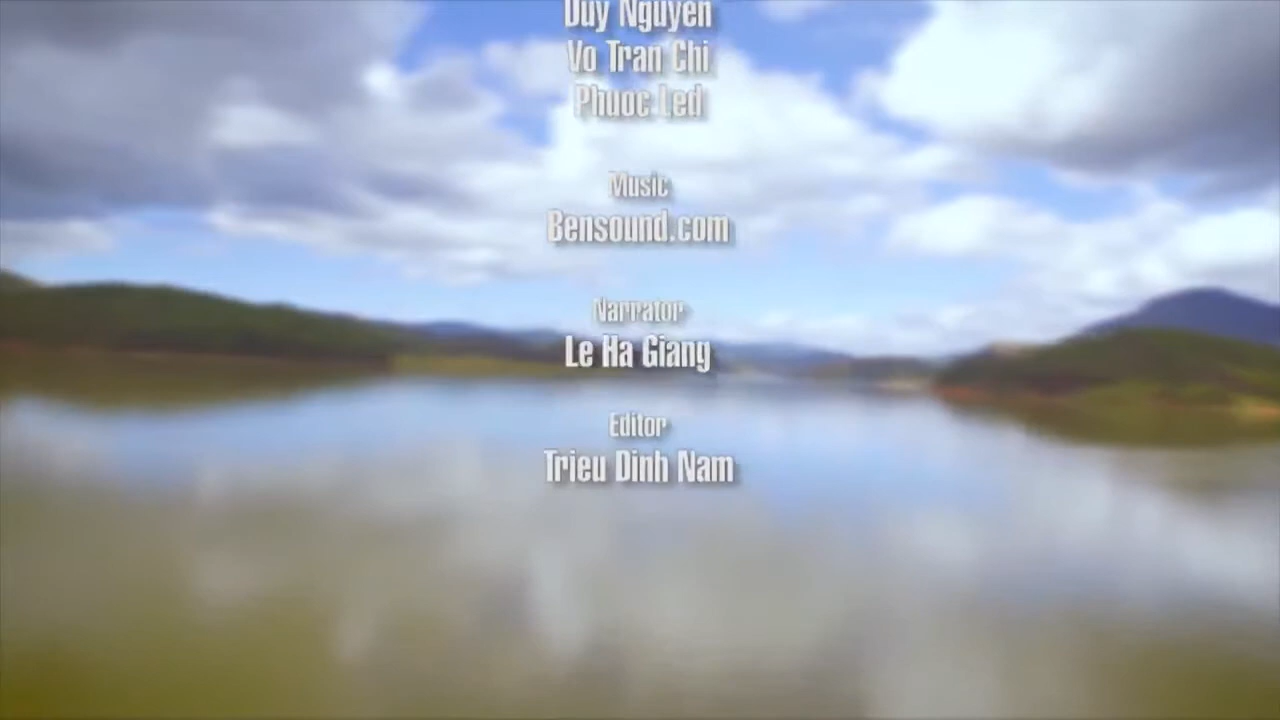 Duy Nguyen
Vo Tran Chi
Phuoc Led
Music
Bensound.com
Narrator
Le Ha Giang
Editor
Trieu Dinh Nam